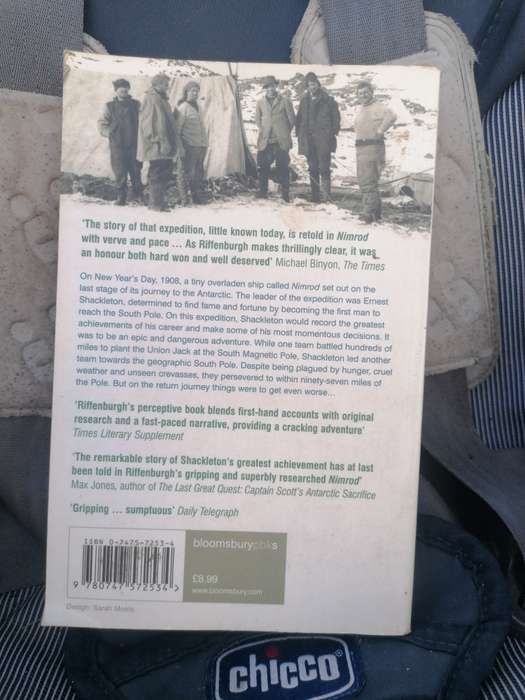 'The story of that expedition, little known today, is retold in Nimrod
with verve and pace ... As Riffenburgh makes thrillingly clear, it was
an honour both hard won and well deserved' Michael Binyon, The Times
On New Year's Day, 1908, a tiny overladen ship called Nimrod set out on the
last stage of its journey to the Antarctic. The leader of the expedition was Ernest
Shackleton, determined to find fame and fortune by becoming the first man to
reach the South Pole. On this expedition, Shackleton would record the greatest
achievements of his career and make some of his most momentous decisions. It
was to be an epic and dangerous adventure. While one team battled hundreds of
miles to plant the Union Jack at the South Magnetic Pole, Shackleton led another
team towards the geographic South Pole. Despite being plagued by hunger, cruel
weather and unseen crevasses, they persevered to within ninety-seven miles of
the Pole. But on the return journey things were to get even worse...
'Riffenburgh's perceptive book blends first-hand accounts with original
research and a fast-paced narrative, providing a cracking adventure'
Times Literary Supplement
'The remarkable story of Shackleton's greatest achievement has at last
been told in Riffenburgh's gripping and superbly researched Nimrod'
Max Jones, author of The Last Great Quest: Captain Scott's Antarctic Sacrifice
'Gripping ... sumptuous' Daily Telegraph
ISBN 0-7475-7253-4
9 780747 572534 >
bloomsburypbks
£8.99
www.bloomsbury.com
Design: Sarah Morris
chicco